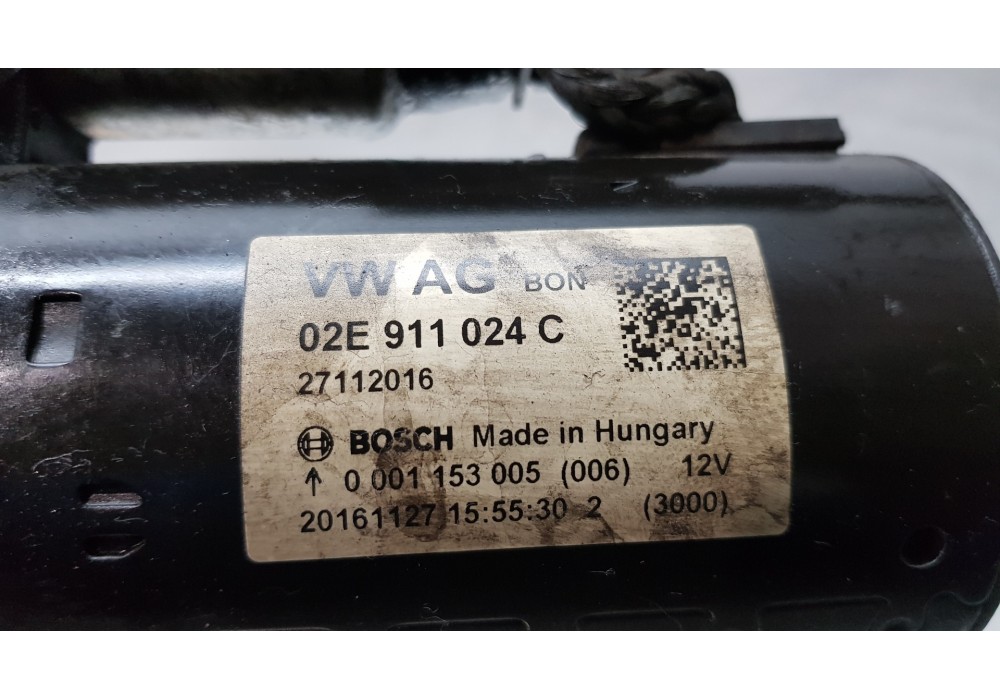 VW AG BON
02E 911 024 C
27112016
BOSCH Made in Hungary
↑ 0 001 153 005 (006) 12V
20161127 15:55:30 2 (3000)